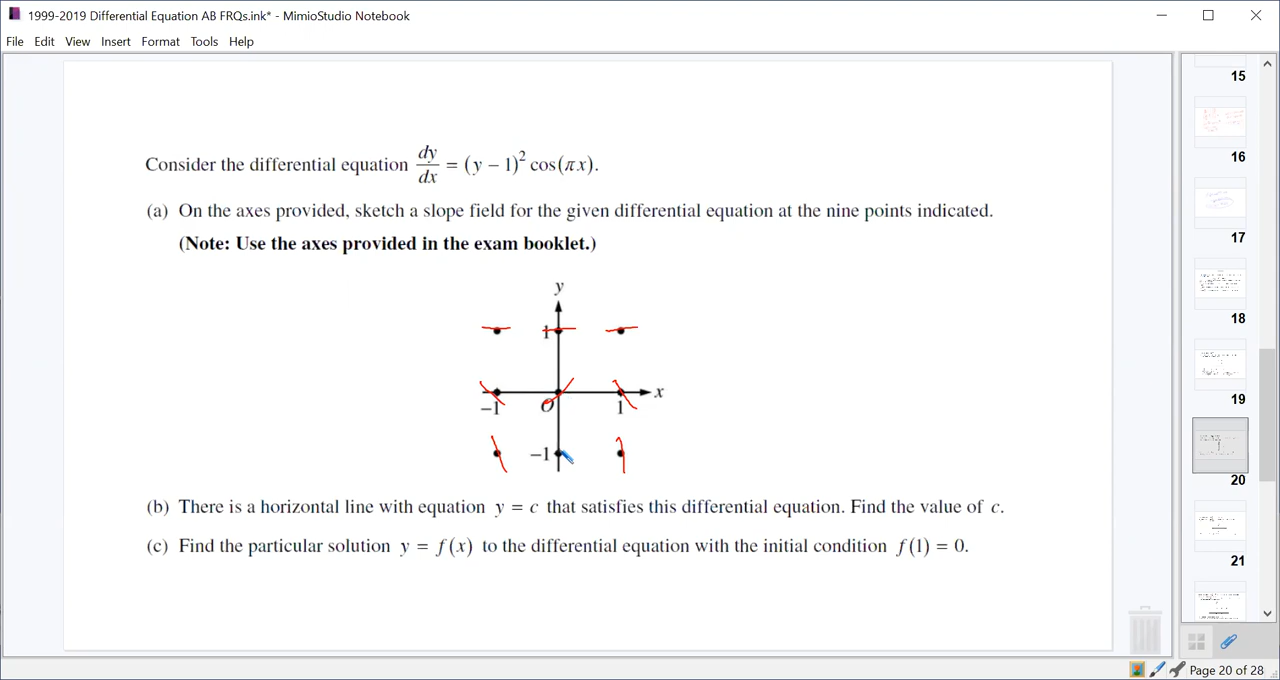 1999-2019 Differential Equation AB FRQs.ink* - MimioStudio Notebook
File Edit View Insert Format Tools Help
Consider the differential equation dy/dx = (y − 1)² cos(πx).
(a) On the axes provided, sketch a slope field for the given differential equation at the nine points indicated.
(Note: Use the axes provided in the exam booklet.)
y
1
x
−1 O 1
−1
(b) There is a horizontal line with equation y = c that satisfies this differential equation. Find the value of c.
(c) Find the particular solution y = f(x) to the differential equation with the initial condition f(1) = 0.
15
16
17
18
19
20
21
Page 20 of 28